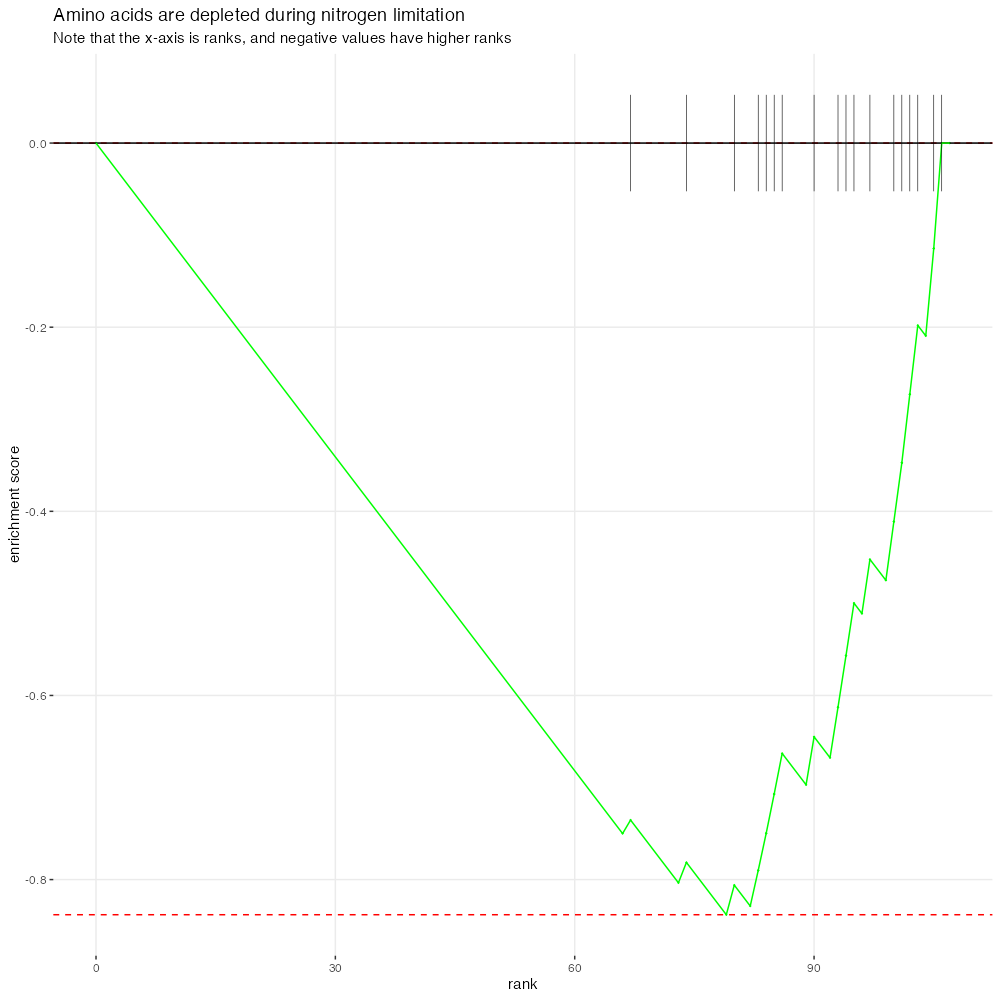 Amino acids are depleted during nitrogen limitation
Note that the x-axis is ranks, and negative values have higher ranks
0.0
-0.2
-0.4
-0.6
-0.8
enrichment score
0
30
60
90
rank